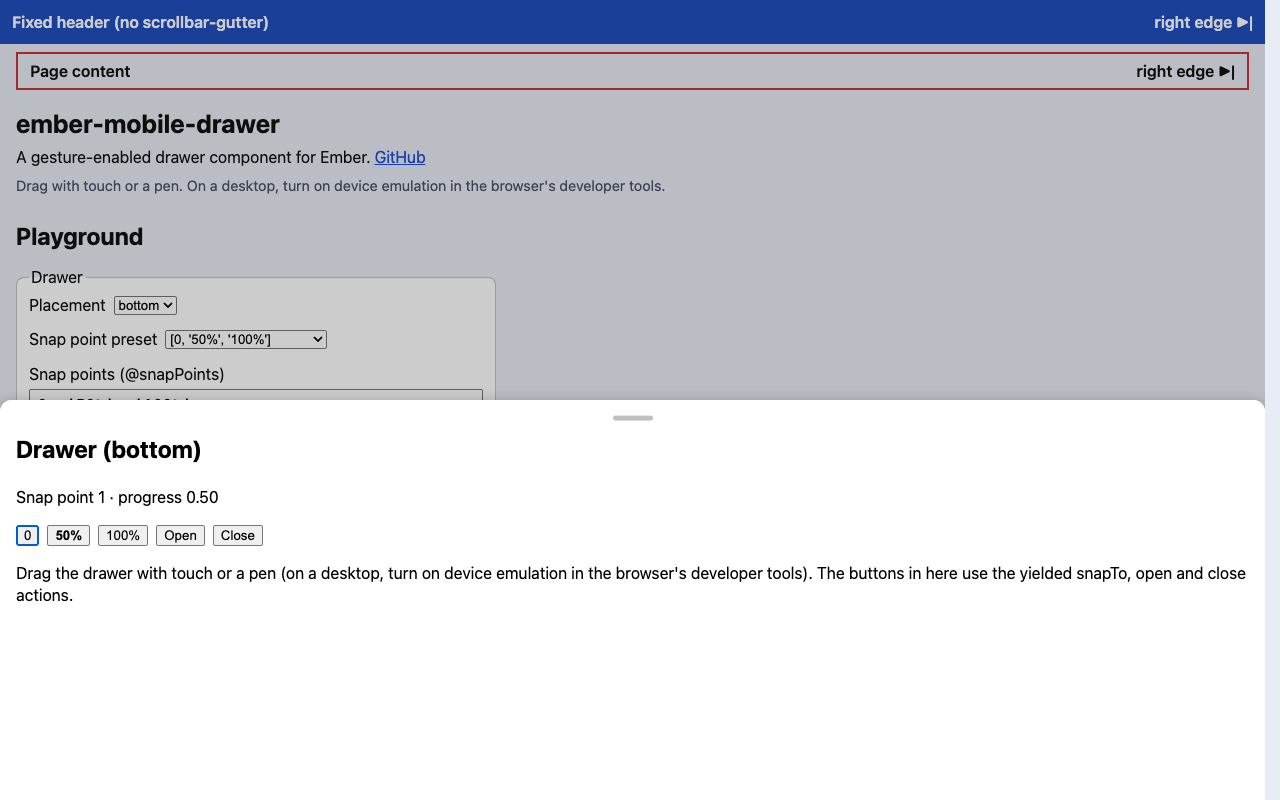 Fixed header (no scrollbar-gutter)
right edge ▶|
Page content
right edge ▶|
ember-mobile-drawer
A gesture-enabled drawer component for Ember. GitHub
Drag with touch or a pen. On a desktop, turn on device emulation in the browser's developer tools.
Playground
Drawer
Placement bottom
Snap point preset [0, '50%', '100%']
Snap points (@snapPoints)
Drawer (bottom)
Snap point 1 · progress 0.50
0 50% 100% Open Close
Drag the drawer with touch or a pen (on a desktop, turn on device emulation in the browser's developer tools). The buttons in here use the yielded snapTo, open and close
actions.